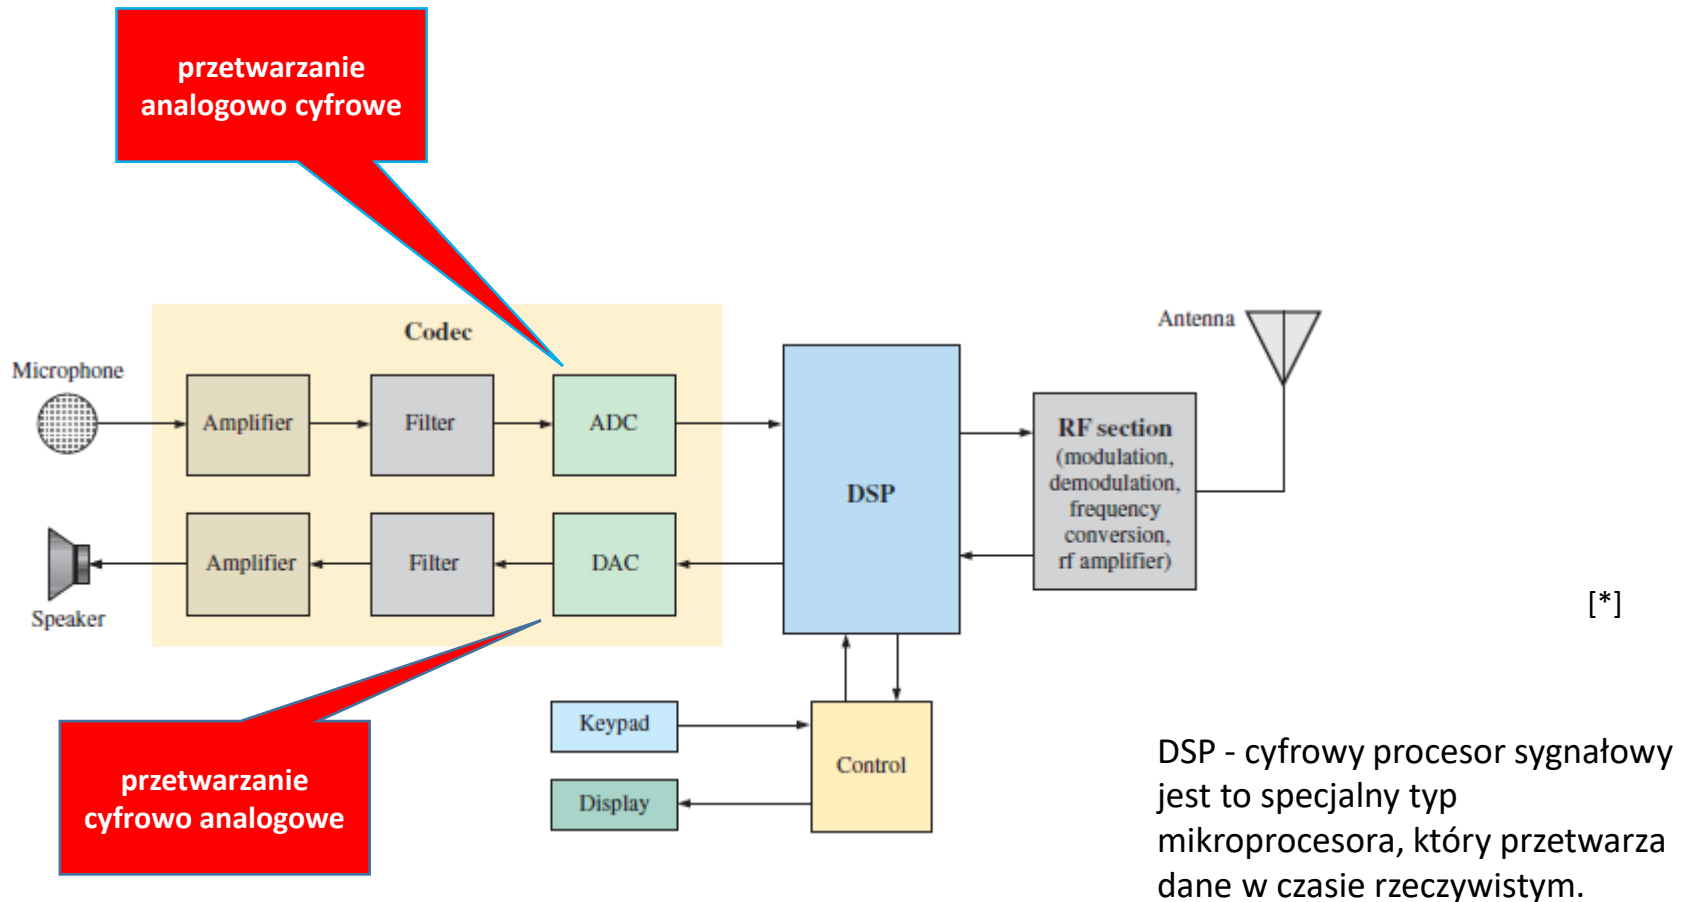 przetwarzanie
analogowo cyfrowe
Codec
Antenna
Microphone
Amplifier
Filter
ADC
DSP
RF section
(modulation,
demodulation,
frequency
conversion,
rf amplifier)
Amplifier
Filter
DAC
Speaker
[*]
Keypad
Control
Display
przetwarzanie
cyfrowo analogowe
DSP - cyfrowy procesor sygnałowy
jest to specjalny typ
mikroprocesora, który przetwarza
dane w czasie rzeczywistym.